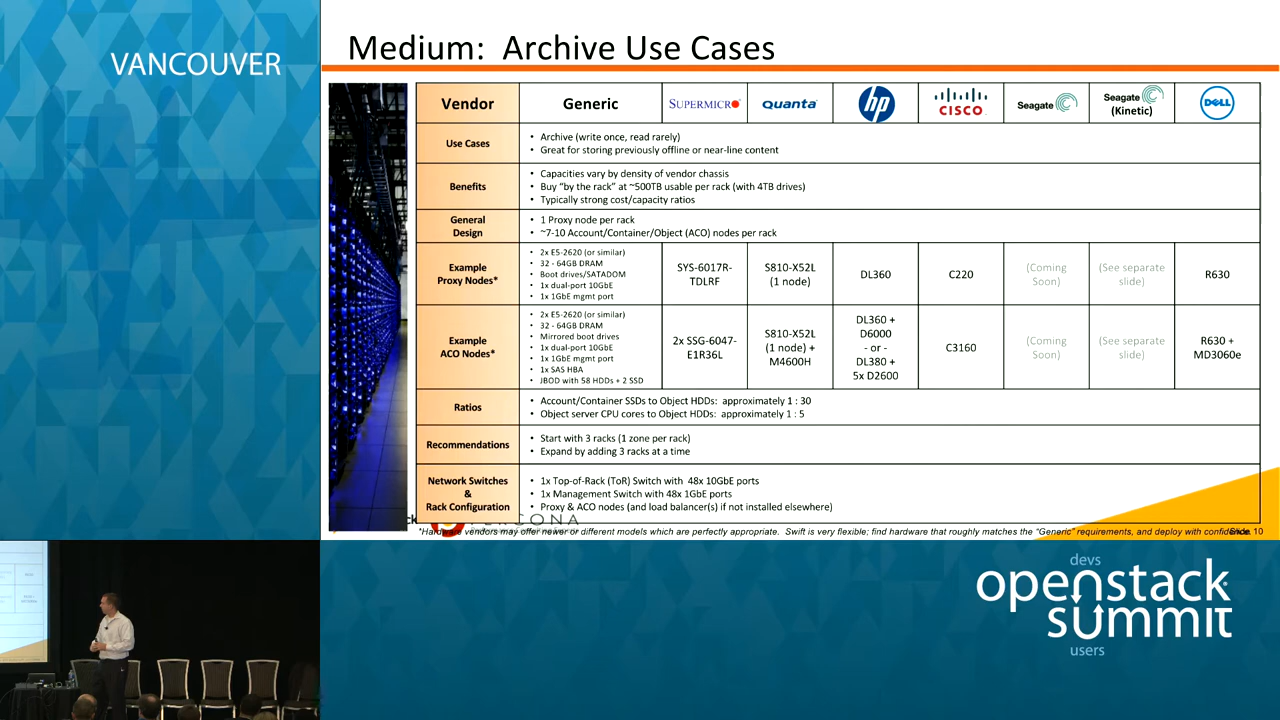 VANCOUVER
Medium: Archive Use Cases
Vendor
Generic
SUPERMICRO
Quanta
hp
CISCO
Seagate
Seagate
(Kinetic)
DELL
Use Cases
• Archive (write once, read rarely)
• Great for storing previously offline or near-line content
Benefits
• Capacities vary by density of vendor chassis
• Buy “by the rack” at ~500TB usable per rack (with 4TB drives)
• Typically strong cost/capacity ratios
General
Design
• 1 Proxy node per rack
• ~7-10 Account/Container/Object (ACO) nodes per rack
Example
Proxy Nodes*
• 2x E5-2620 (or similar)
• 32 - 64GB DRAM
• Boot drives/SATADOM
• 1x dual-port 10GbE
• 1x 1GbE mgmt port
SYS-6017R-
TDLRF
S810-X52L
(1 node)
DL360
C220
(Coming
Soon)
(See separate
slide)
R630
Example
ACO Nodes*
• 2x E5-2620 (or similar)
• 32 - 64GB DRAM
• Mirrored boot drives
• 1x dual-port 10GbE
• 1x 1GbE mgmt port
• 1x SAS HBA
• JBOD with 58 HDDs + 2 SSD
2x SSG-6047-
E1R36L
S810-X52L
(1 node) +
M4600H
DL360 +
D6000
- or -
DL380 +
5x D2600
C3160
(Coming
Soon)
(See separate
slide)
R630 +
MD3060e
Ratios
• Account/Container SSDs to Object HDDs: approximately 1 : 30
• Object server CPU cores to Object HDDs: approximately 1 : 5
Recommendations
• Start with 3 racks (1 zone per rack)
• Expand by adding 3 racks at a time
Network Switches
&
Rack Configuration
• 1x Top-of-Rack (ToR) Switch with 48x 10GbE ports
• 1x Management Switch with 48x 1GbE ports
• Proxy & ACO nodes (and load balancer(s) if not installed elsewhere)
*Hardware vendors may offer newer or different models which are perfectly appropriate. Swift is very flexible; find hardware that roughly matches the “Generic” requirements, and deploy with confidence.
Slide 10
devs
openstack
summit
users